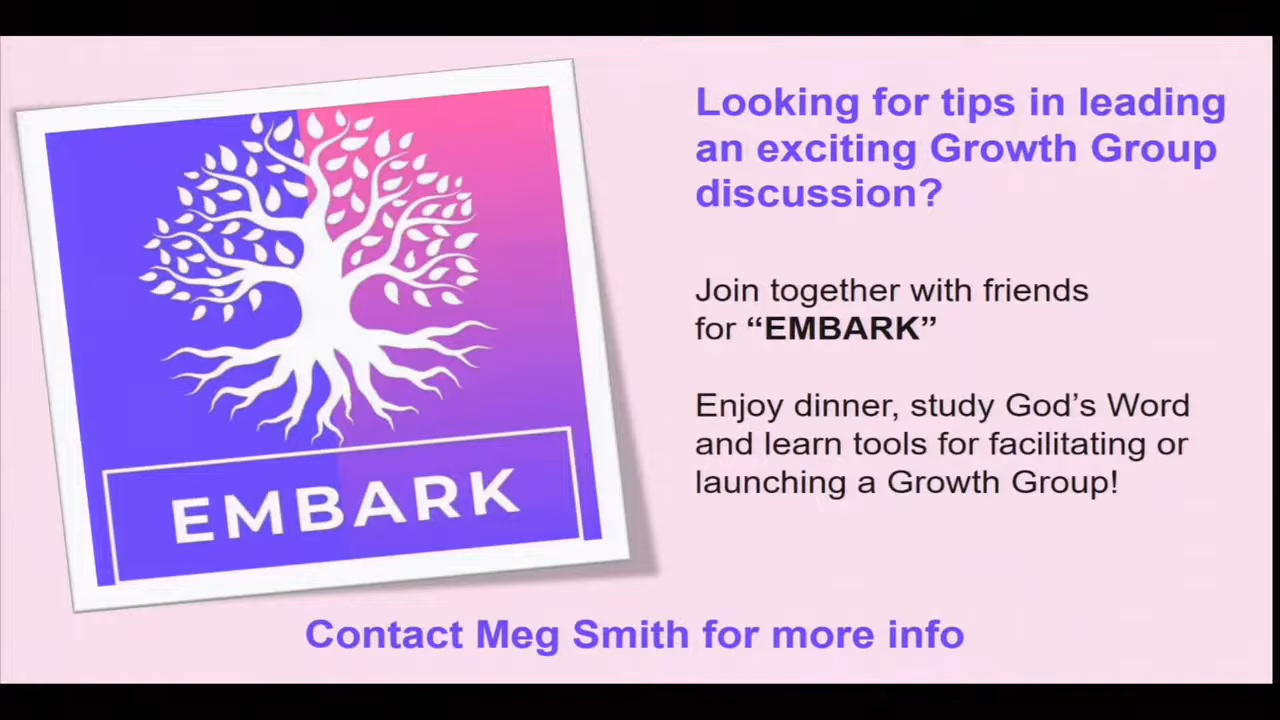 EMBARK
Looking for tips in leading
an exciting Growth Group
discussion?
Join together with friends
for “EMBARK”
Enjoy dinner, study God’s Word
and learn tools for facilitating or
launching a Growth Group!
Contact Meg Smith for more info